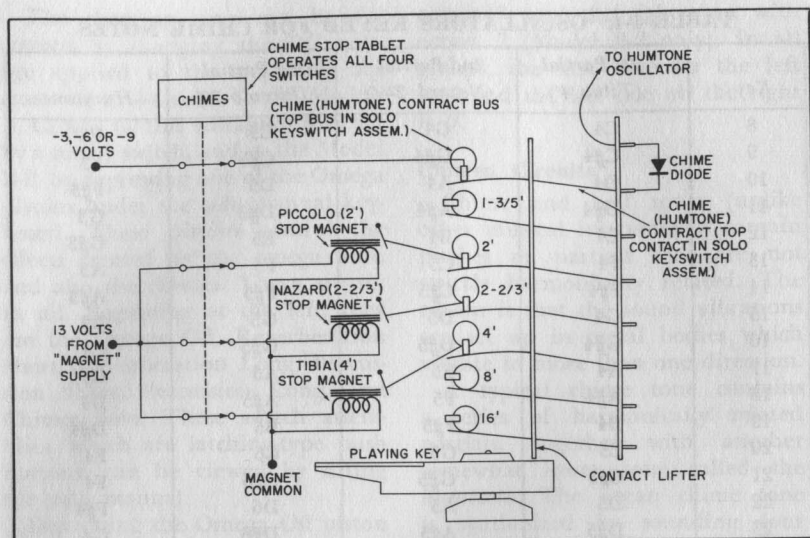 CHIME STOP TABLET
OPERATES ALL FOUR
SWITCHES
CHIMES
TO HUMTONE
OSCILLATOR
CHIME (HUMTONE) CONTRACT BUS
(TOP BUS IN SOLO
KEYSWITCH ASSEM.)
-3, -6 OR -9
VOLTS
CHIME
DIODE
1-3/5'
CHIME
(HUMTONE)
CONTRACT (TOP
CONTACT IN SOLO
KEYSWITCH
ASSEM.)
PICCOLO (2')
STOP MAGNET
2'
NAZARD (2-2/3')
STOP MAGNET
2-2/3'
13 VOLTS
FROM
"MAGNET"
SUPPLY
4'
TIBIA (4')
STOP MAGNET
8'
16'
PLAYING KEY
MAGNET
COMMON
CONTACT LIFTER